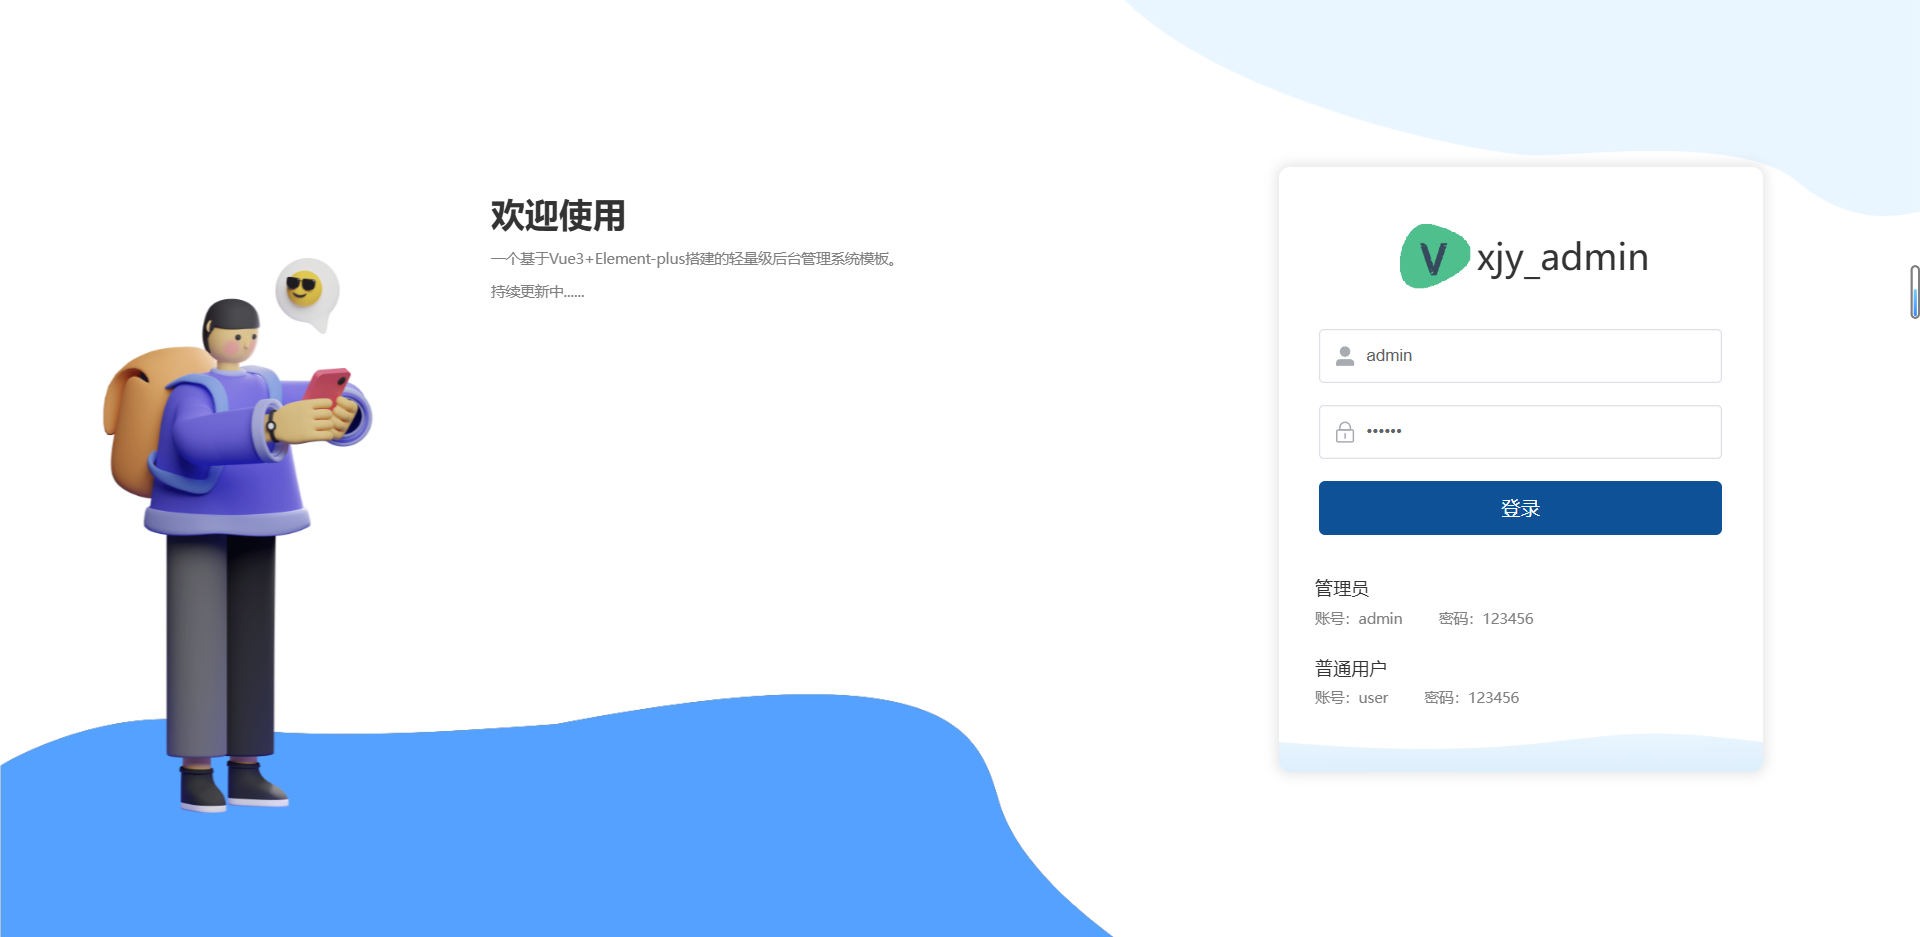 欢迎使用
一个基于Vue3+Element-plus搭建的轻量级后台管理系统模板。
持续更新中......
V xjy_admin
admin
••••••
登录
管理员
账号：admin 密码：123456
普通用户
账号：user 密码：123456